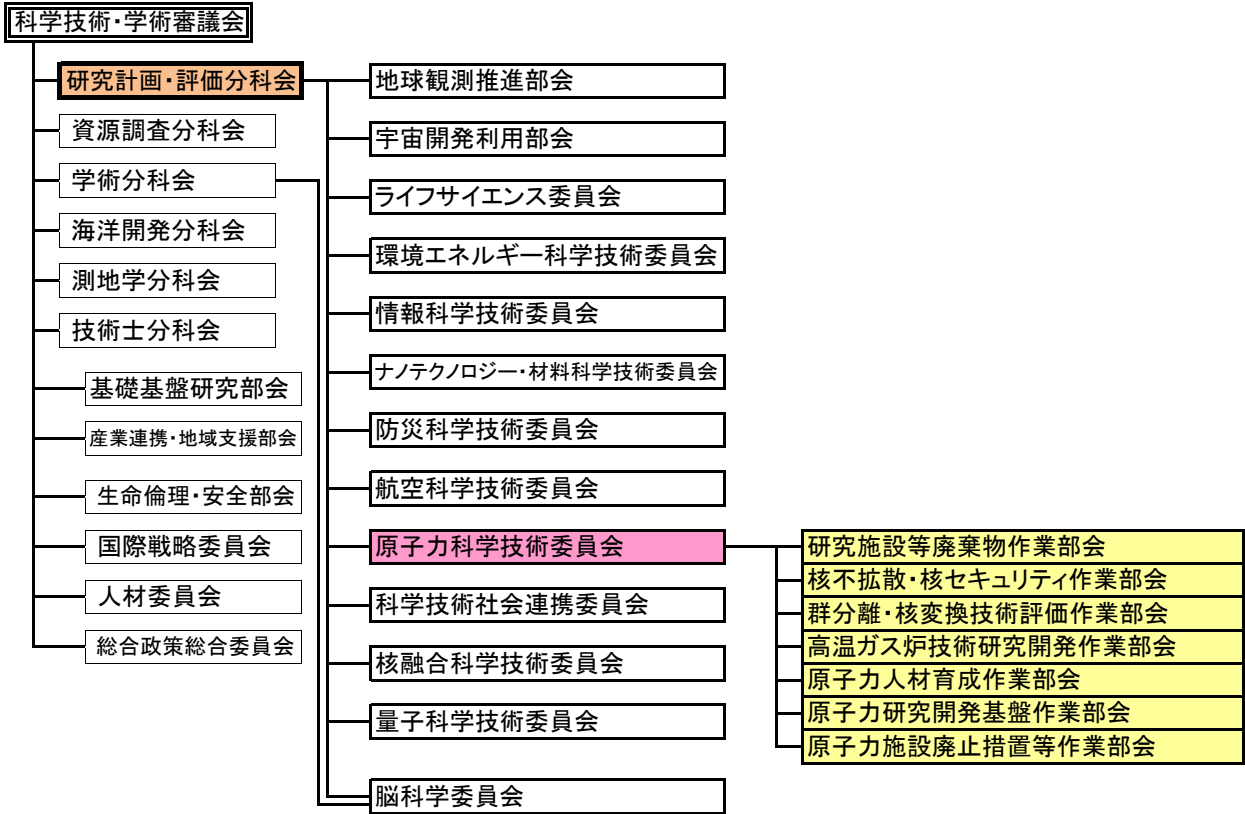 科学技術・学術審議会
研究計画・評価分科会
資源調査分科会
学術分科会
海洋開発分科会
測地学分科会
技術士分科会
基礎基盤研究部会
産業連携・地域支援部会
生命倫理・安全部会
国際戦略委員会
人材委員会
総合政策総合委員会
地球観測推進部会
宇宙開発利用部会
ライフサイエンス委員会
環境エネルギー科学技術委員会
情報科学技術委員会
ナノテクノロジー・材料科学技術委員会
防災科学技術委員会
航空科学技術委員会
原子力科学技術委員会
科学技術社会連携委員会
核融合科学技術委員会
量子科学技術委員会
脳科学委員会
研究施設等廃棄物作業部会
核不拡散・核セキュリティ作業部会
群分離・核変換技術評価作業部会
高温ガス炉技術研究開発作業部会
原子力人材育成作業部会
原子力研究開発基盤作業部会
原子力施設廃止措置等作業部会